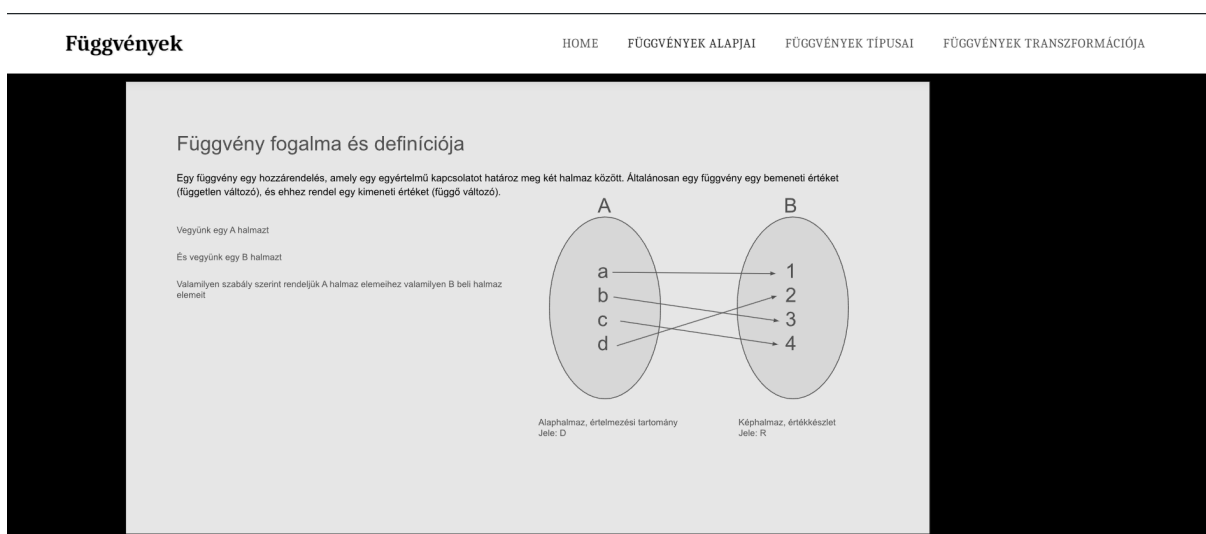 Függvények
HOME FÜGGVÉNYEK ALAPJAI FÜGGVÉNYEK TÍPUSAI FÜGGVÉNYEK TRANSZFORMÁCIÓJA
Függvény fogalma és definíciója
Egy függvény egy hozzárendelés, amely egy egyértelmű kapcsolatot határoz meg két halmaz között. Általánosan egy függvény egy bemeneti értéket
(független változó), és ehhez rendel egy kimeneti értéket (függő változó).
Vegyünk egy A halmazt
És vegyünk egy B halmazt
Valamilyen szabály szerint rendeljük A halmaz elemeihez valamilyen B beli halmaz
elemeit
A B
a 1
b 2
c 3
d 4
Alaphalmaz, értelmezési tartomány
Jele: D
Képhalmaz, értékkészlet
Jele: R